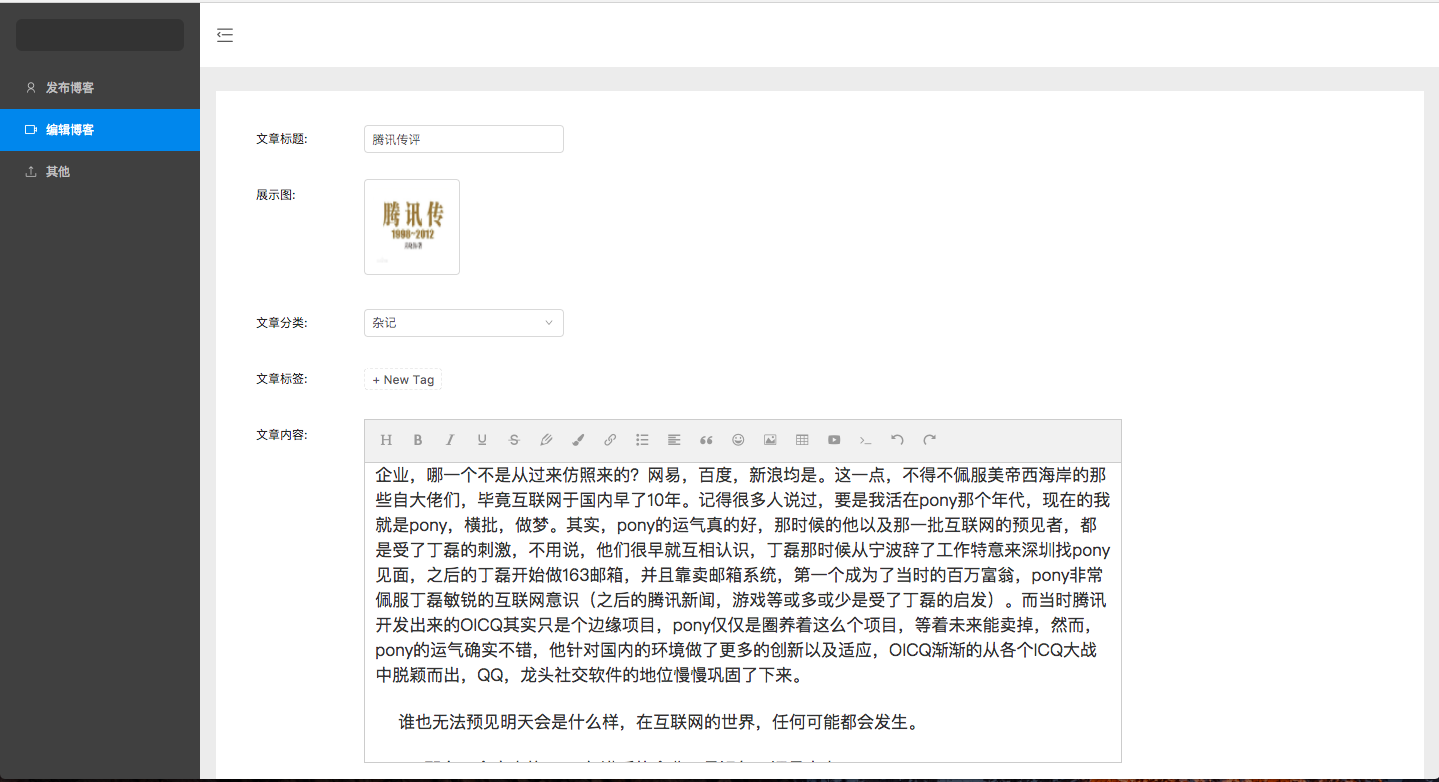 发布博客
编辑博客
其他
文章标题:
腾讯传评
展示图:
腾讯传
1998~2012
文章分类:
杂记
文章标签:
+ New Tag
文章内容:
企业，哪一个不是从过来仿照来的？网易，百度，新浪均是。这一点，不得不佩服美帝西海岸的那
些自大佬们，毕竟互联网于国内早了10年。记得很多人说过，要是我活在pony那个年代，现在的我
就是pony，横批，做梦。其实，pony的运气真的好，那时候的他以及那一批互联网的预见者，都
是受了丁磊的刺激，不用说，他们很早就互相认识，丁磊那时候从宁波辞了工作特意来深圳找pony
见面，之后的丁磊开始做163邮箱，并且靠卖邮箱系统，第一个成为了当时的百万富翁，pony非常
佩服丁磊敏锐的互联网意识（之后的腾讯新闻，游戏等或多或少是受了丁磊的启发）。而当时腾讯
开发出来的OICQ其实只是个边缘项目，pony仅仅是圈养着这么个项目，等着未来能卖掉，然而，
pony的运气确实不错，他针对国内的环境做了更多的创新以及适应，OICQ渐渐的从各个ICQ大战
中脱颖而出，QQ，龙头社交软件的地位慢慢巩固了下来。
谁也无法预见明天会是什么样，在互联网的世界，任何可能都会发生。